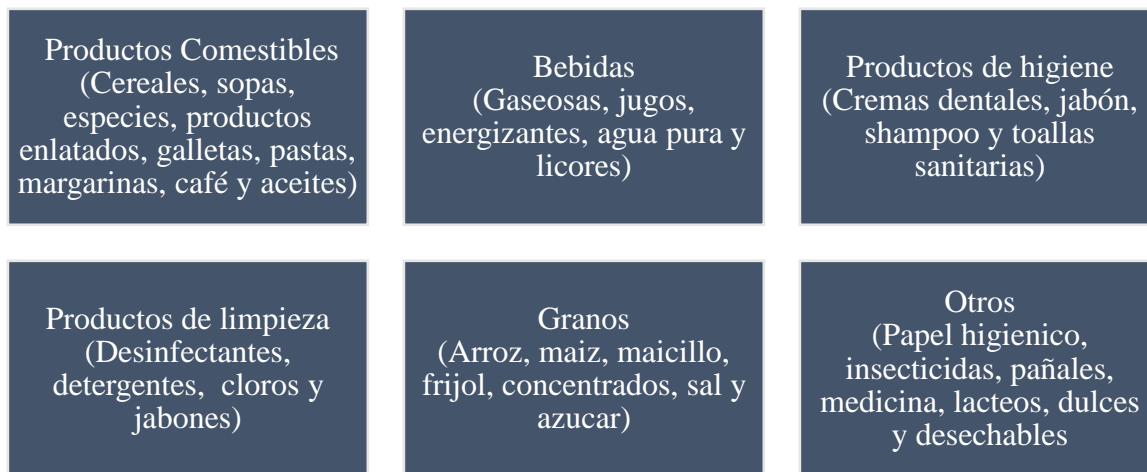 Productos Comestibles
(Cereales, sopas,
especies, productos
enlatados, galletas, pastas,
margarinas, café y aceites)
Bebidas
(Gaseosas, jugos,
energizantes, agua pura y
licores)
Productos de higiene
(Cremas dentales, jabón,
shampoo y toallas
sanitarias)
Productos de limpieza
(Desinfectantes,
detergentes, cloros y
jabones)
Granos
(Arroz, maiz, maicillo,
frijol, concentrados, sal y
azucar)
Otros
(Papel higienico,
insecticidas, pañales,
medicina, lacteos, dulces
y desechables